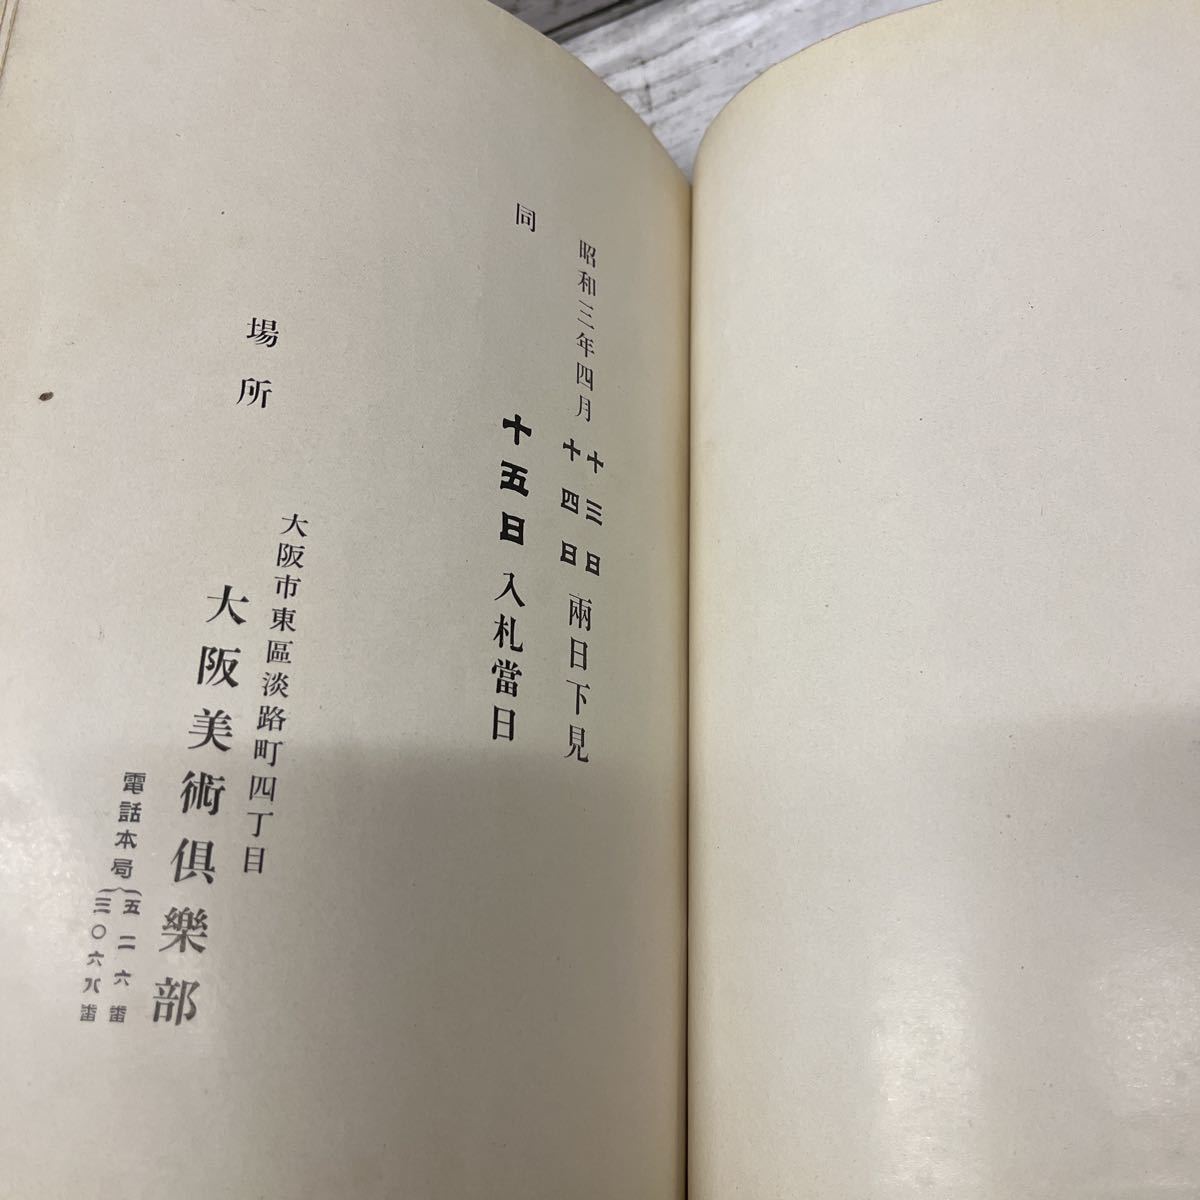 昭和三年四月
十三日
十四日
兩日下見
同
十五日
入札當日
場所
大阪市東區淡路町四丁目
大阪美術俱樂部
電話本局
五二六番
三〇六八番